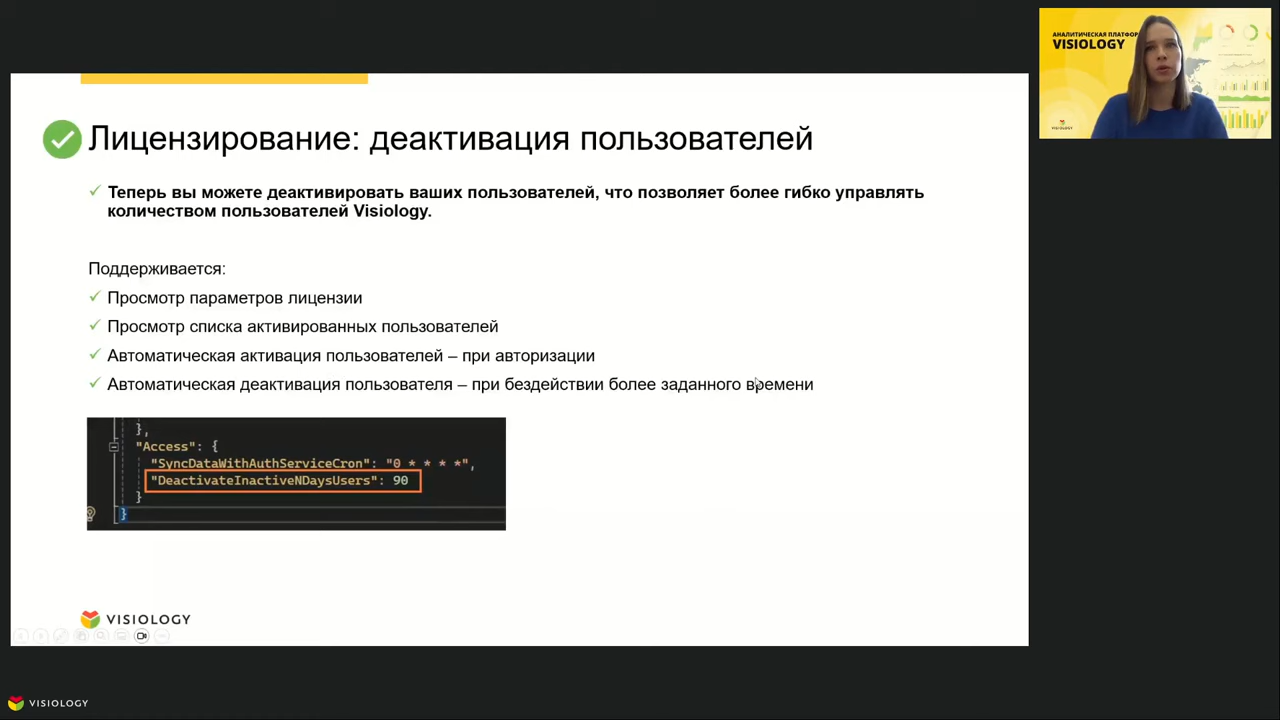 АНАЛИТИЧЕСКАЯ ПЛАТФОР
VISIOLOGY
VISIOLOGY
Лицензирование: деактивация пользователей
Теперь вы можете деактивировать ваших пользователей, что позволяет более гибко управлять
количеством пользователей Visiology.
Поддерживается:
Просмотр параметров лицензии
Просмотр списка активированных пользователей
Автоматическая активация пользователей – при авторизации
Автоматическая деактивация пользователя – при бездействии более заданного времени
},
"Access": {
"SyncDataWithAuthServiceCron": "0 * * * *",
"DeactivateInactiveNDaysUsers": 90
}
}
VISIOLOGY
VISIOLOGY